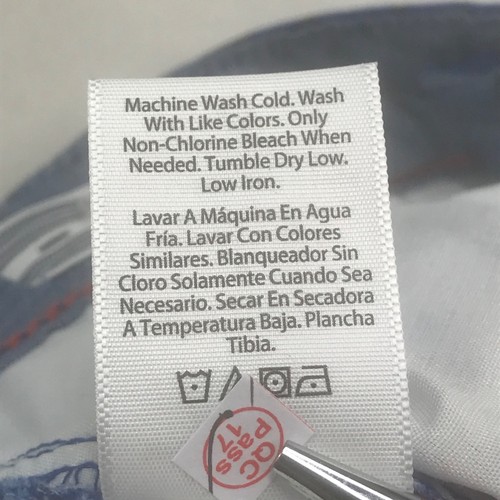 Machine Wash Cold. Wash
With Like Colors. Only
Non-Chlorine Bleach When
Needed. Tumble Dry Low.
Low Iron.
Lavar A Máquina En Agua
Fría. Lavar Con Colores
Similares. Blanqueador Sin
Cloro Solamente Cuando Sea
Necesario. Secar En Secadora
A Temperatura Baja. Plancha
Tibia.
QC
Pass
17